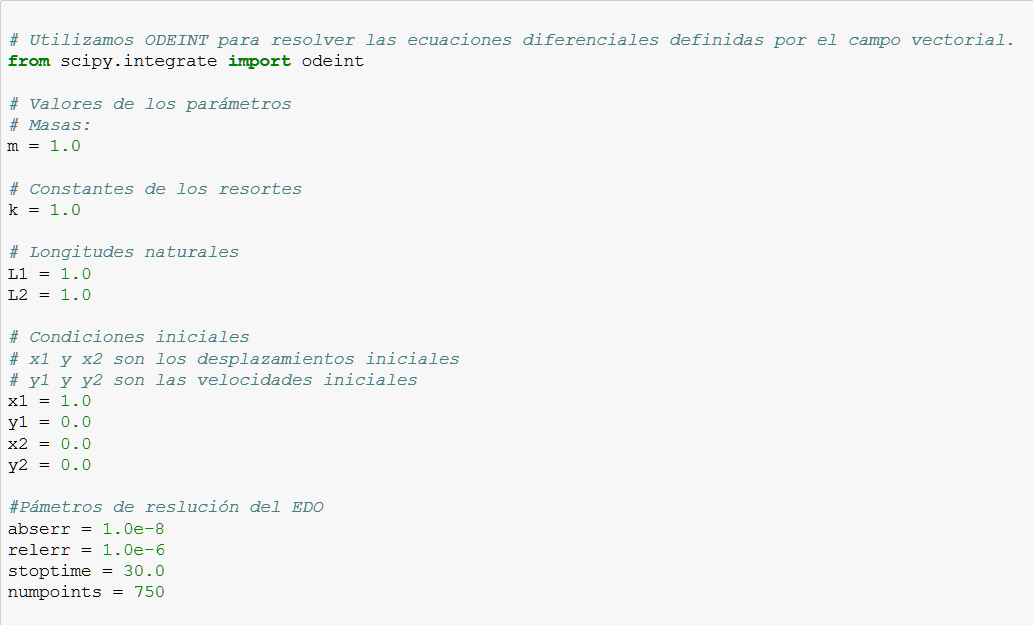 # Utilizamos ODEINT para resolver las ecuaciones diferenciales definidas por el campo vectorial.
from scipy.integrate import odeint
# Valores de los parámetros
# Masas:
m = 1.0
# Constantes de los resortes
k = 1.0
# Longitudes naturales
L1 = 1.0
L2 = 1.0
# Condiciones iniciales
# x1 y x2 son los desplazamientos iniciales
# y1 y y2 son las velocidades iniciales
x1 = 1.0
y1 = 0.0
x2 = 0.0
y2 = 0.0
#Pámetros de reslución del EDO
abserr = 1.0e-8
relerr = 1.0e-6
stoptime = 30.0
numpoints = 750